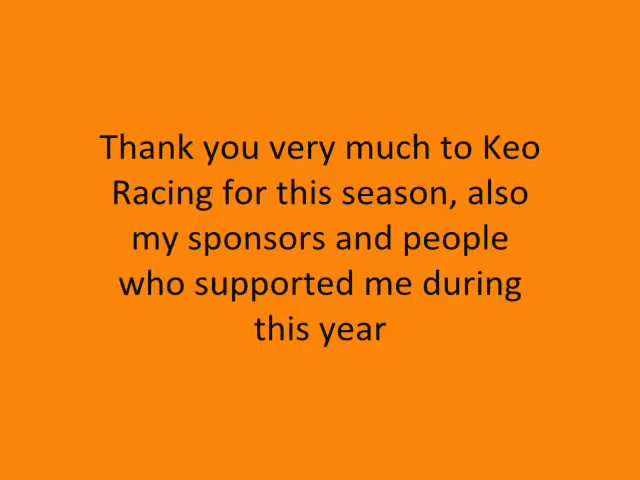 Thank you very much to Keo
Racing for this season, also
my sponsors and people
who supported me during
this year